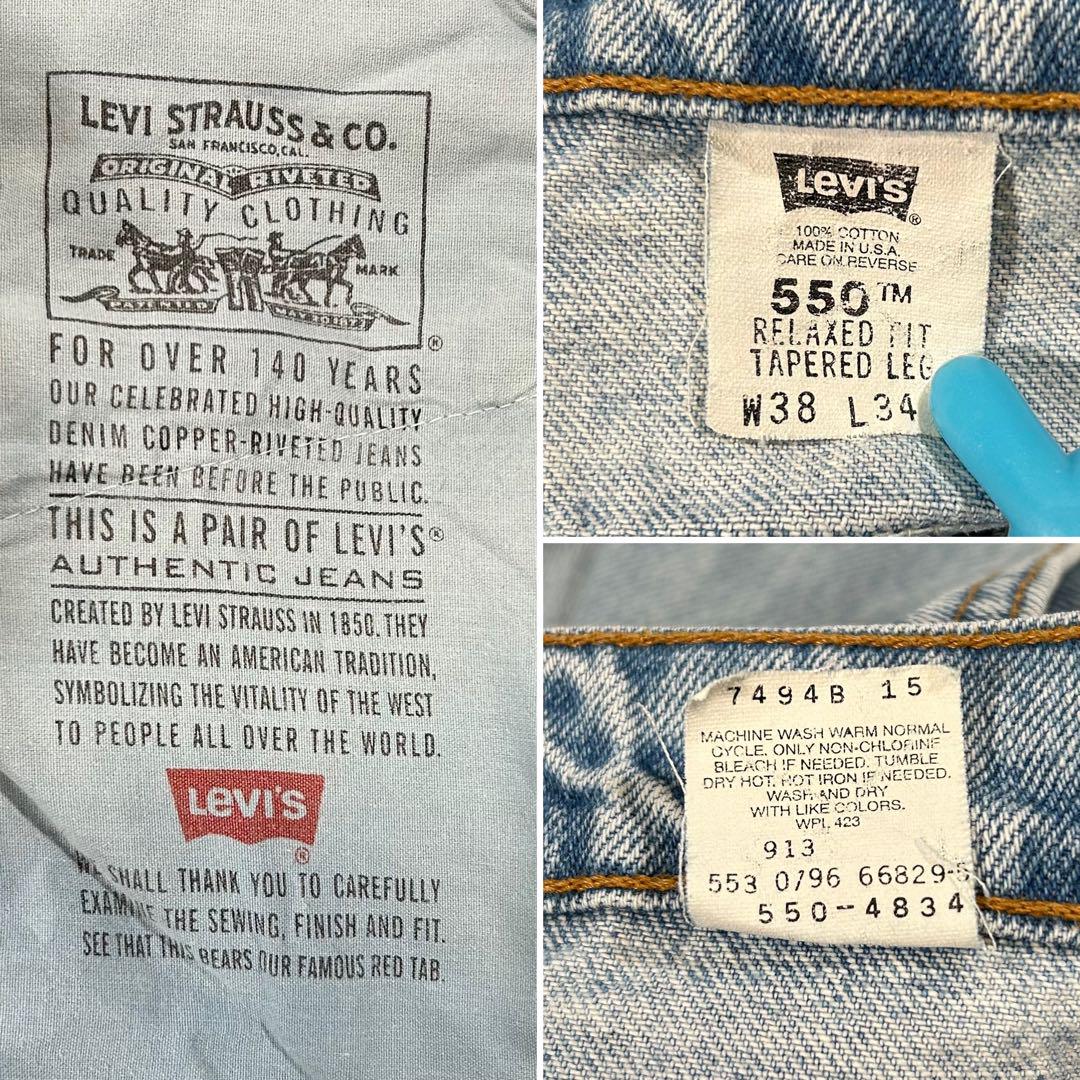 LEVI STRAUSS & CO.
SAN FRANCISCO, CAL.
ORIGINAL RIVETED
QUALITY CLOTHING
TRADE MARK
®
FOR OVER 140 YEARS
OUR CELEBRATED HIGH-QUALITY
DENIM COPPER-RIVETED JEANS
HAVE BEEN BEFORE THE PUBLIC.
THIS IS A PAIR OF LEVI'S®
AUTHENTIC JEANS
CREATED BY LEVI STRAUSS IN 1850. THEY
HAVE BECOME AN AMERICAN TRADITION,
SYMBOLIZING THE VITALITY OF THE WEST
TO PEOPLE ALL OVER THE WORLD.
LEVI'S
®
WE SHALL THANK YOU TO CAREFULLY
EXAMINE THE SEWING, FINISH AND FIT.
SEE THAT THIS BEARS OUR FAMOUS RED TAB.
LEVI'S
®
100% COTTON
MADE IN U.S.A.
CARE ON REVERSE
550™
RELAXED FIT
TAPERED LEG
W38 L34
7494B 15
MACHINE WASH WARM NORMAL
CYCLE. ONLY NON-CHLORINE
BLEACH IF NEEDED. TUMBLE
DRY HOT. HOT IRON IF NEEDED.
WASH AND DRY
WITH LIKE COLORS.
WPL 423
913
553 0/96 66829-5
550-4834